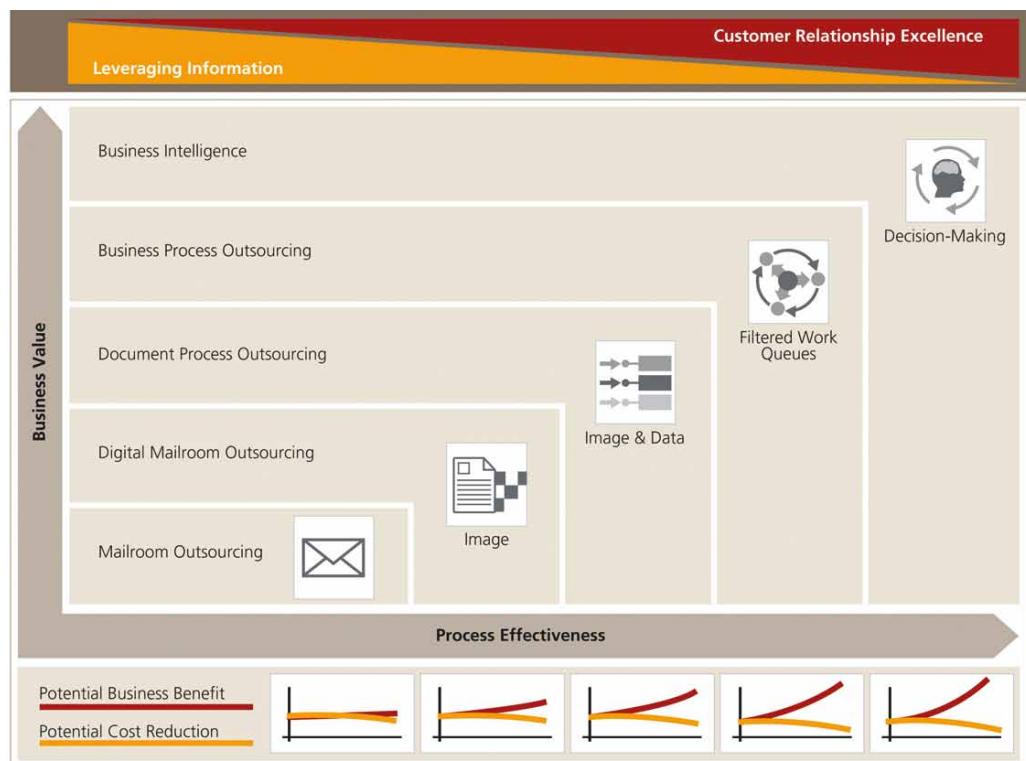 Customer Relationship Excellence
Leveraging Information
Business Value
Business Intelligence
Decision-Making
Business Process Outsourcing
Filtered Work
Queues
Document Process Outsourcing
Image & Data
Digital Mailroom Outsourcing
Image
Mailroom Outsourcing
Process Effectiveness
Potential Business Benefit
Potential Cost Reduction